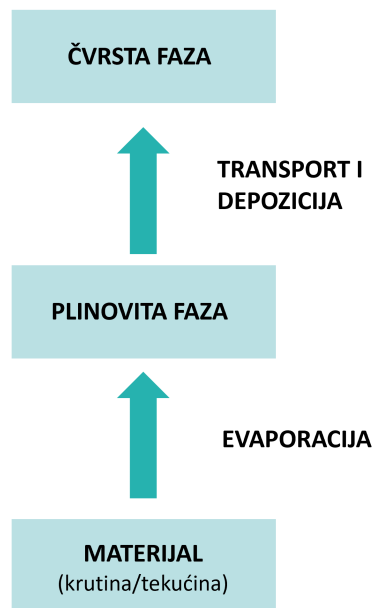 ČVRSTA FAZA
TRANSPORT I
DEPOZICIJA
PLINOVITA FAZA
EVAPORACIJA
MATERIJAL
(krutina/tekućina)